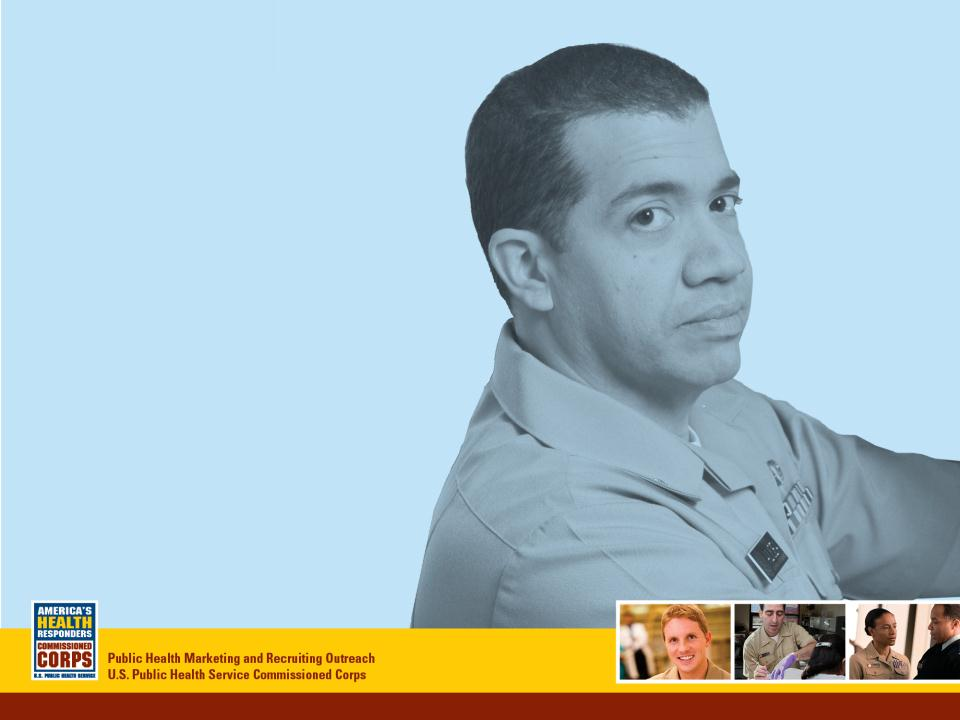 AMERICA'S
HEALTH
RESPONDERS
COMMISSIONED
CORPS
U.S. PUBLIC HEALTH SERVICE
Public Health Marketing and Recruiting Outreach
U.S. Public Health Service Commissioned Corps